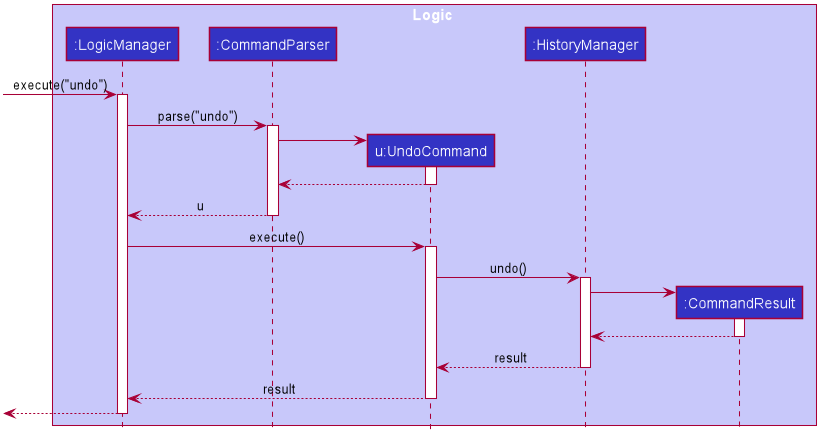 Logic
:LogicManager
:CommandParser
:HistoryManager
execute("undo")
parse("undo")
u:UndoCommand
u
execute()
undo()
:CommandResult
result
result